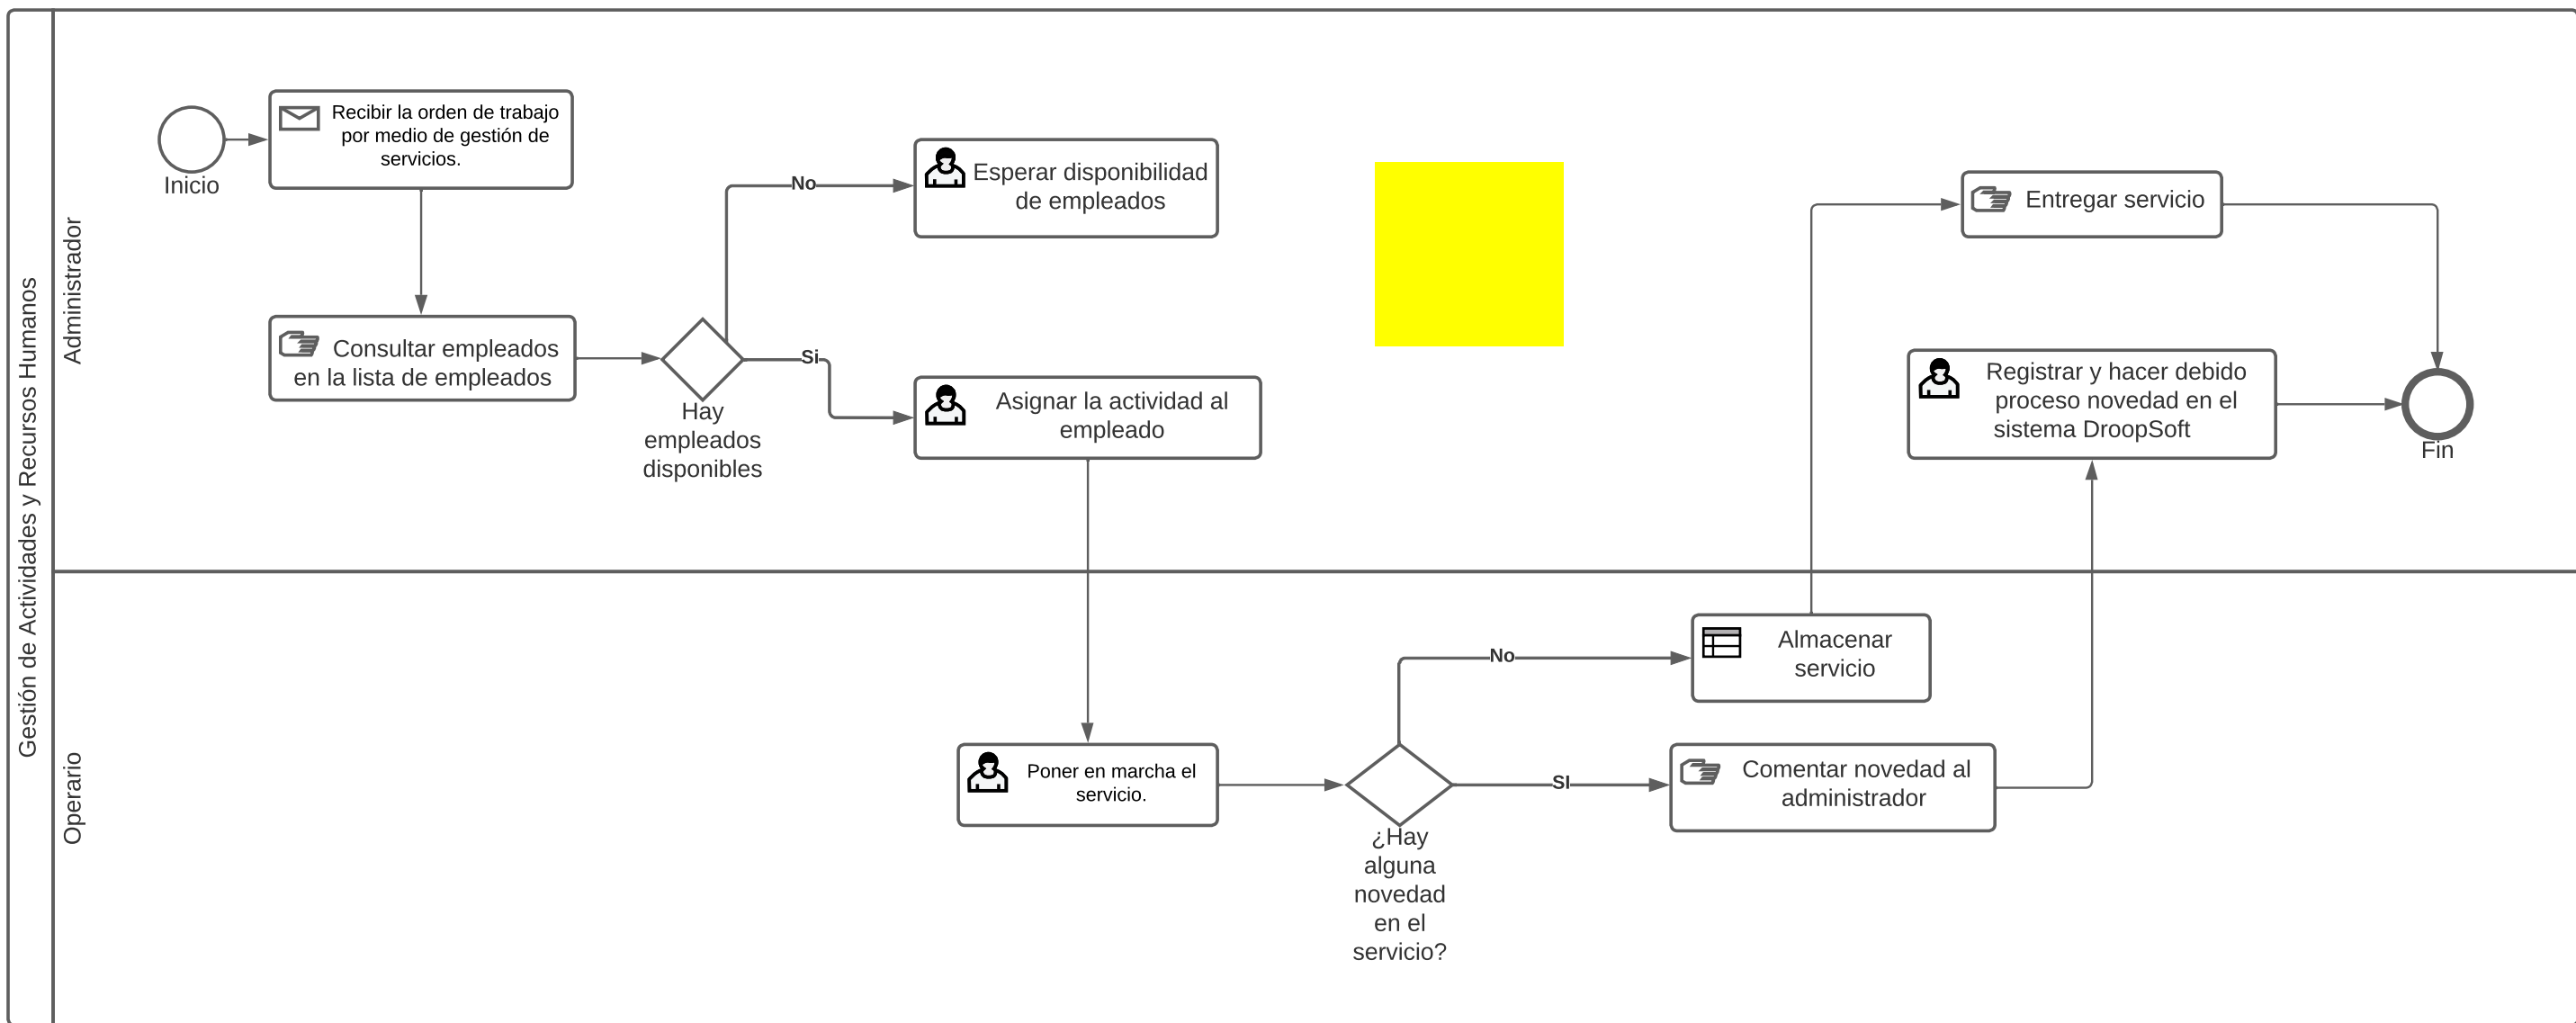 Gestión de Actividades y Recursos Humanos
Administrador
Inicio
Recibir la orden de trabajo
por medio de gestión de
servicios.
Consultar empleados
en la lista de empleados
Hay
empleados
disponibles
No
Si
Esperar disponibilidad
de empleados
Asignar la actividad al
empleado
Entregar servicio
Registrar y hacer debido
proceso novedad en el
sistema DroopSoft
Fin
Operario
Poner en marcha el
servicio.
¿Hay
alguna
novedad
en el
servicio?
No
SI
Almacenar
servicio
Comentar novedad al
administrador